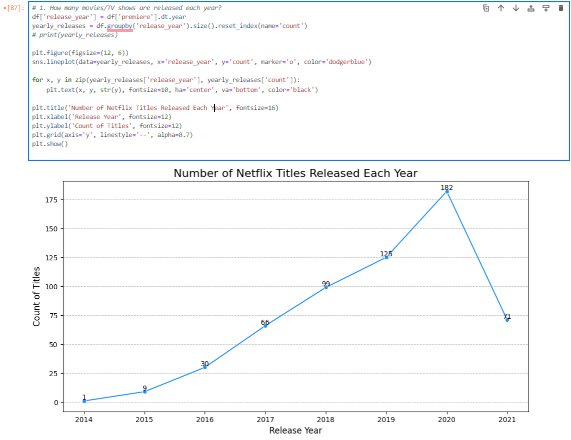 [87]:
# 1. How many movies/TV shows are released each year?
df['release_year'] = df['premiere'].dt.year
yearly_releases = df.groupby('release_year').size().reset_index(name='count')
# print(yearly_releases)
plt.figure(figsize=(12, 6))
sns.lineplot(data=yearly_releases, x='release_year', y='count', marker='o', color='dodgerblue')
for x, y in zip(yearly_releases['release_year'], yearly_releases['count']):
plt.text(x, y, str(y), fontsize=10, ha='center', va='bottom', color='black')
plt.title('Number of Netflix Titles Released Each Year', fontsize=16)
plt.xlabel('Release Year', fontsize=12)
plt.ylabel('Count of Titles', fontsize=12)
plt.grid(axis='y', linestyle='--', alpha=0.7)
plt.show()
Number of Netflix Titles Released Each Year
182
175
150
125
125
100
99
75
71
66
50
30
25
9
1
0
Count of Titles
2014 2015 2016 2017 2018 2019 2020 2021
Release Year